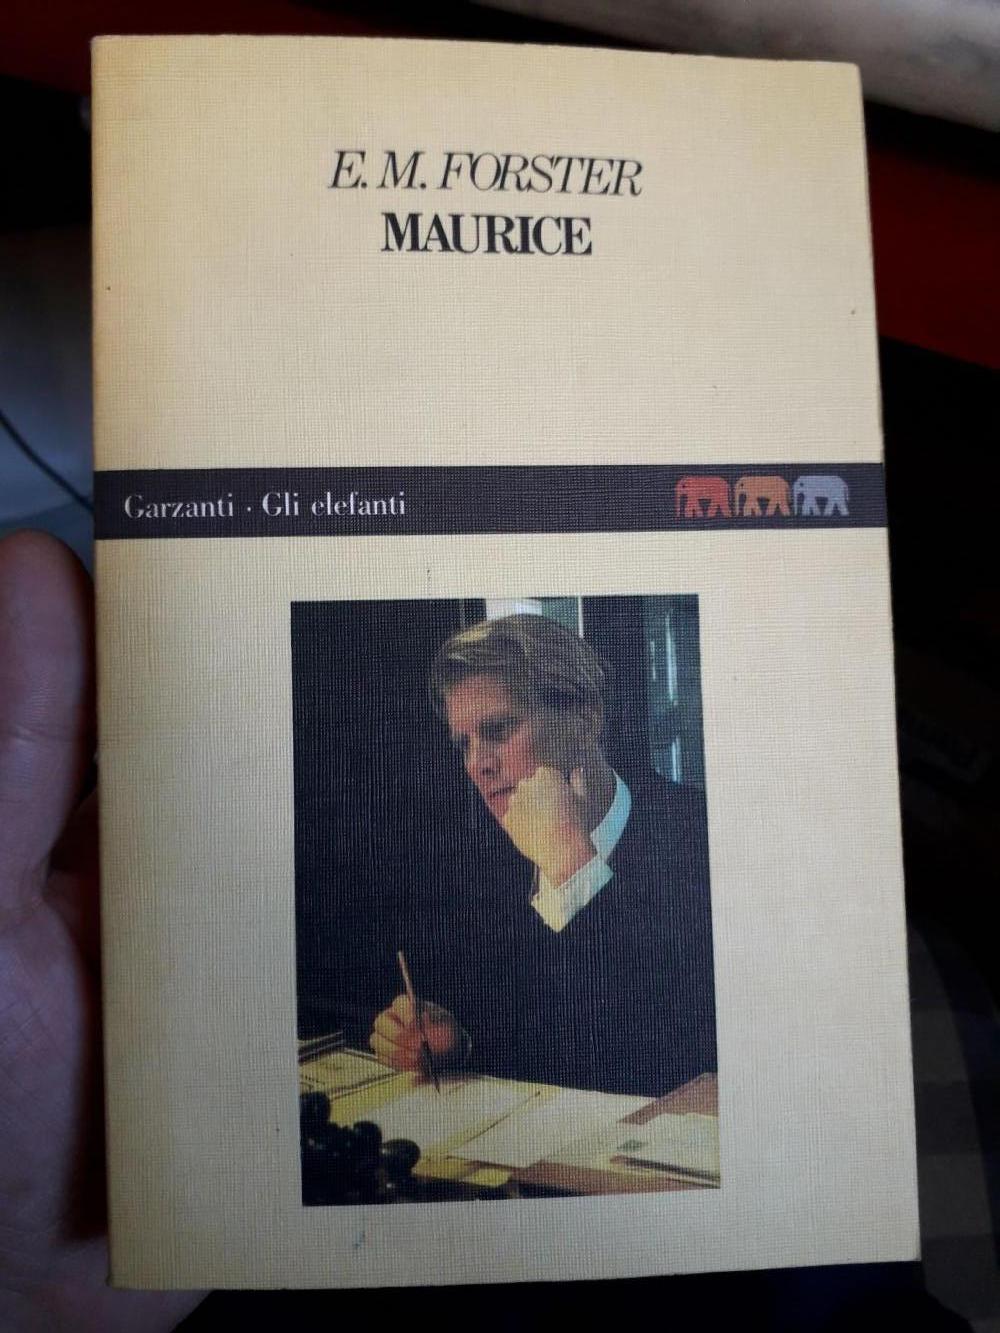 E. M. FORSTER
MAURICE
Garzanti · Gli elefanti